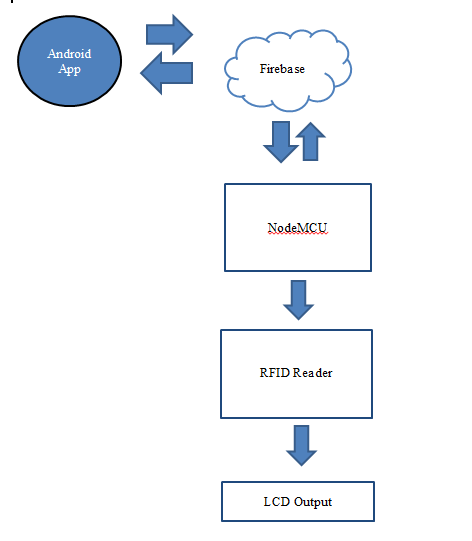 Android
App
Firebase
NodeMCU
RFID Reader
LCD Output